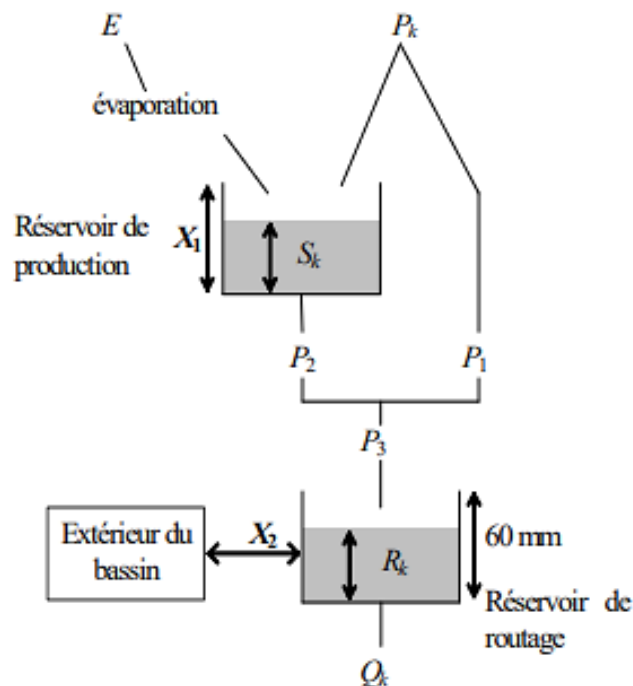 E
P_k
évaporation
Réservoir de
production
X_1
S_k
P_2
P_1
P_3
Extérieur du
bassin
X_2
R_k
60 mm
Réservoir de
routage
Q_k